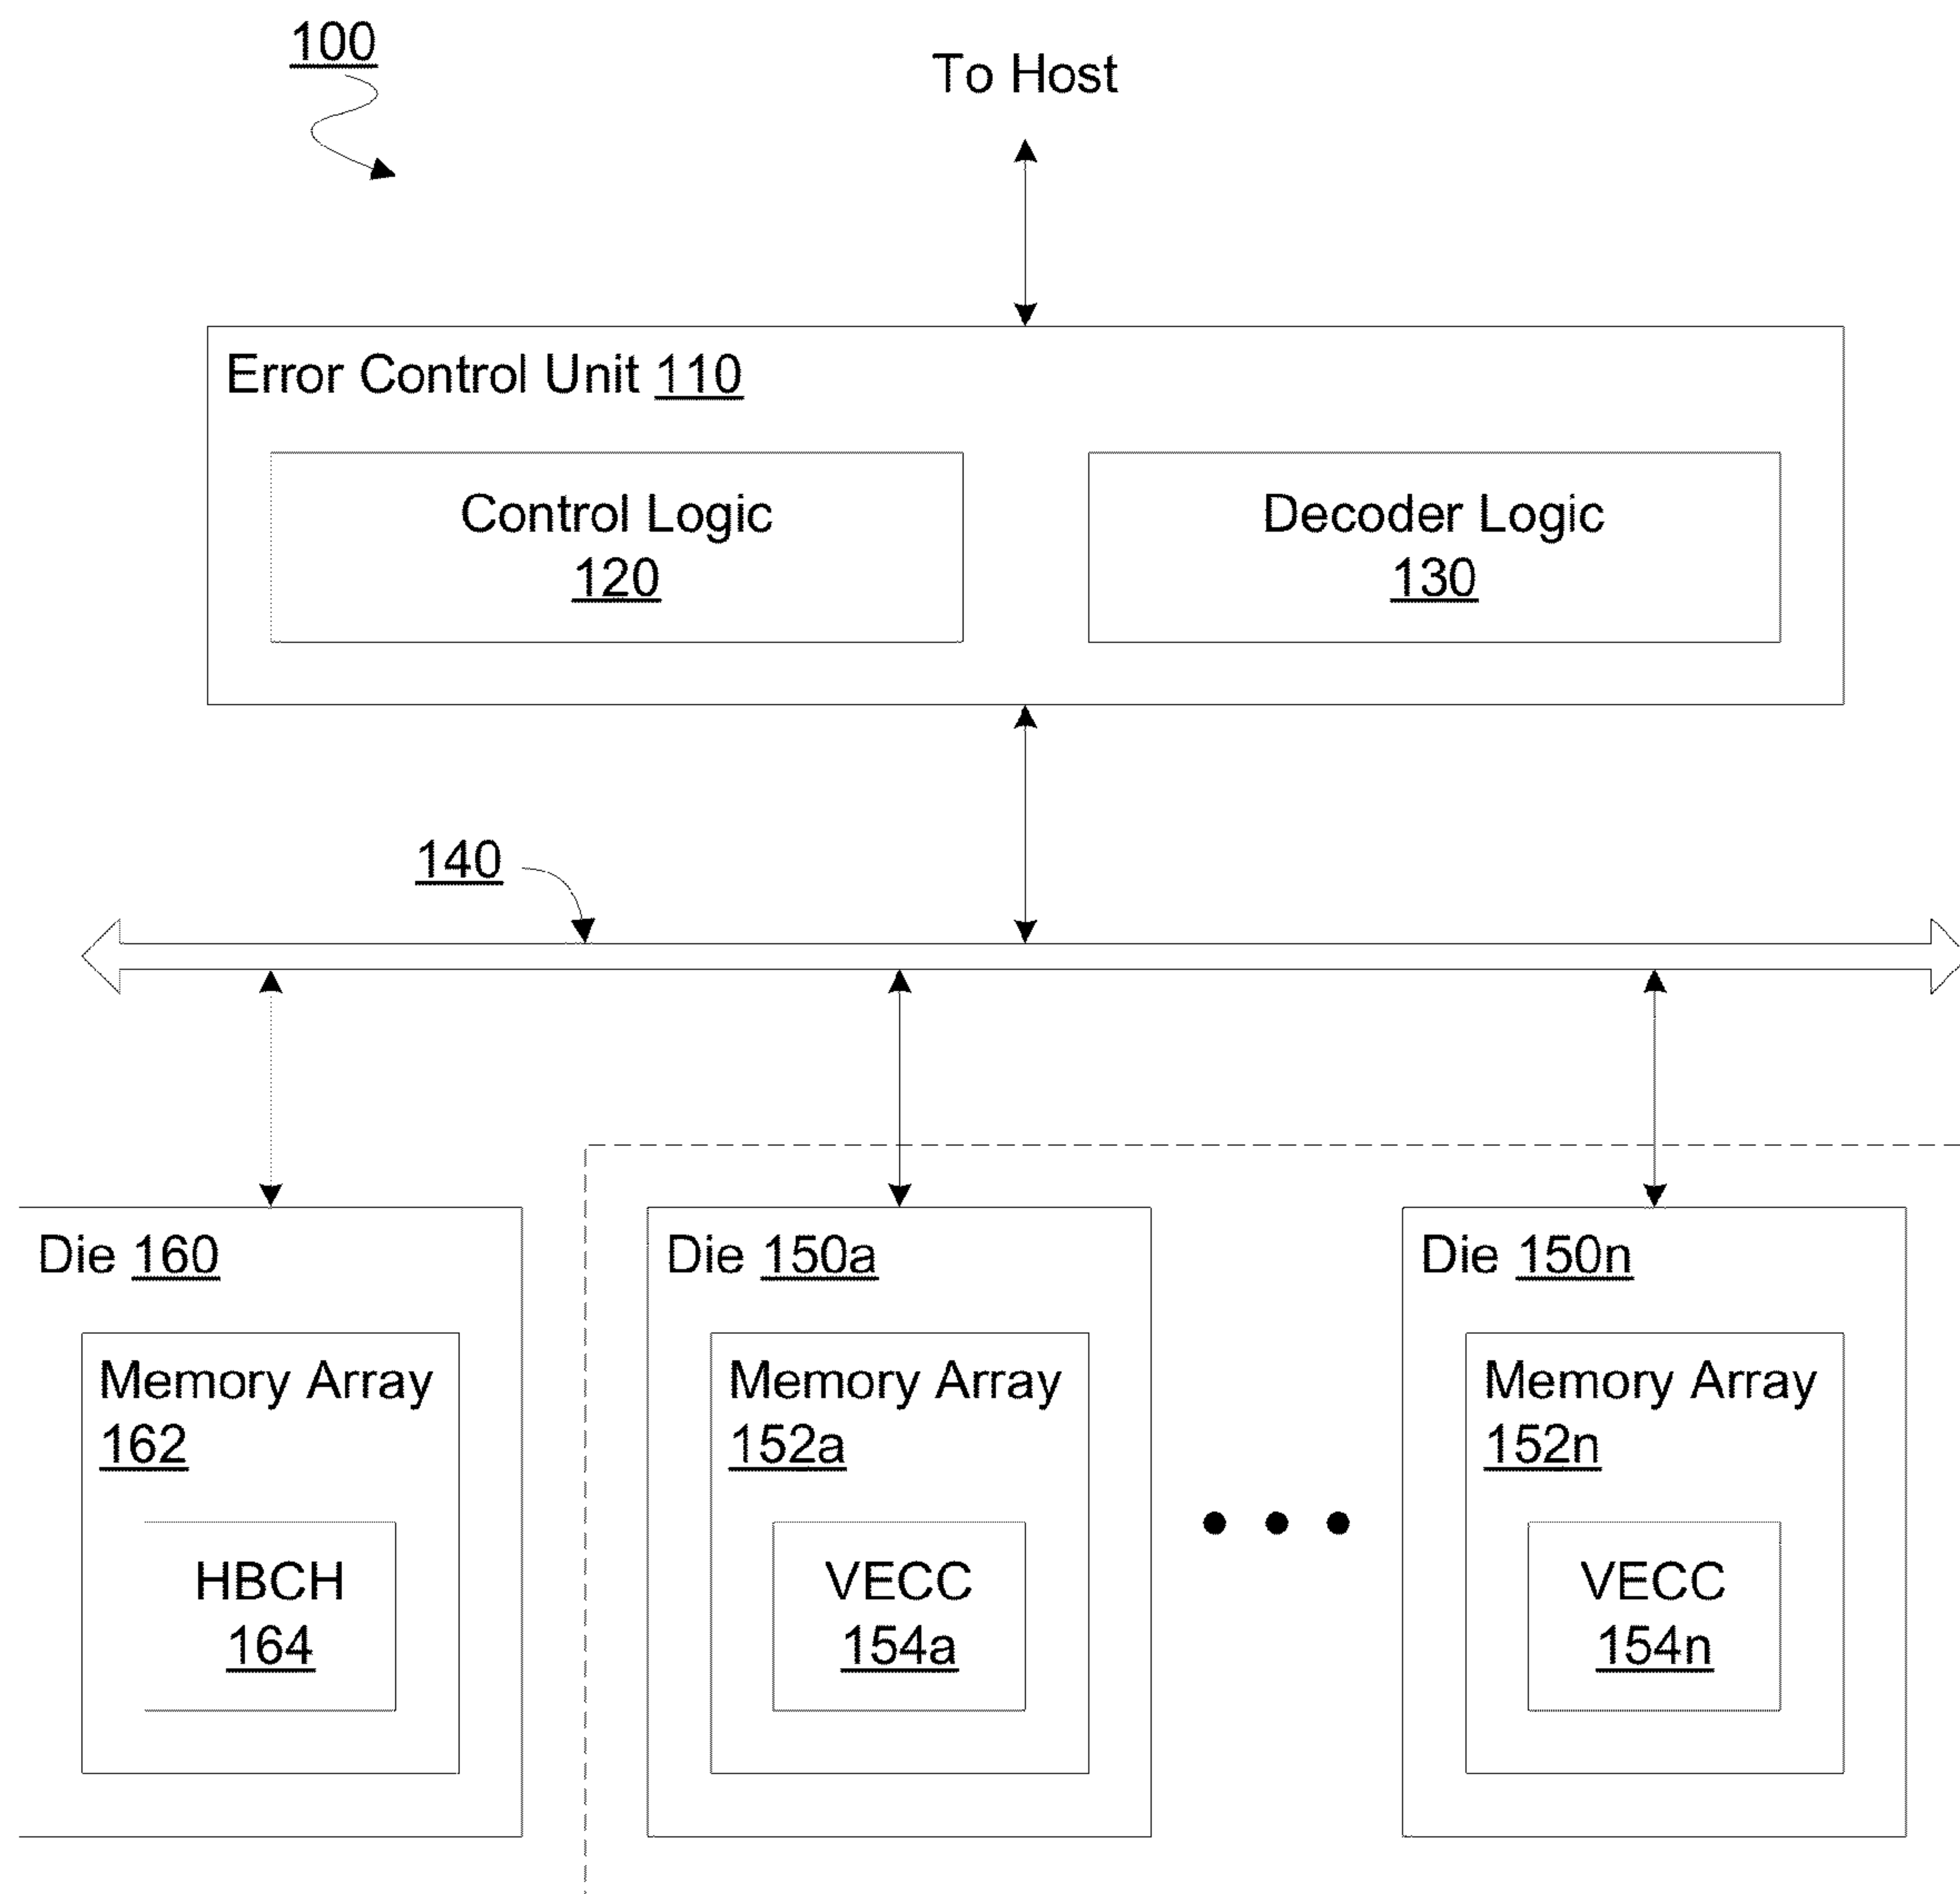 100
To Host
Error Control Unit 110
Control Logic
120
Decoder Logic
130
140
Die 160
Memory Array
162
HBCH
164
Die 150a
Memory Array
152a
VECC
154a
Die 150n
Memory Array
152n
VECC
154n